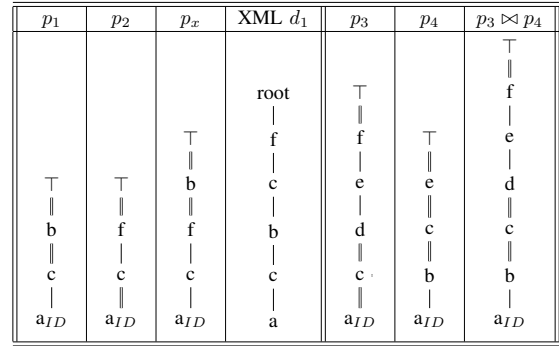 p₁ p₂ pₓ XML d₁ p₃ p₄ p₃ ⋈ p₄
⊤
∥
root ⊤ f
| ∥ |
⊤ f f ⊤ e
∥ | | ∥ |
⊤ ⊤ b c e e d
∥ ∥ ∥ | | ∥ ∥
b f f b d c c
∥ | | | ∥ ∥ ∥
c c c c c b b
| ∥ | | ∥ | |
a_ID a_ID a_ID a a_ID a_ID a_ID